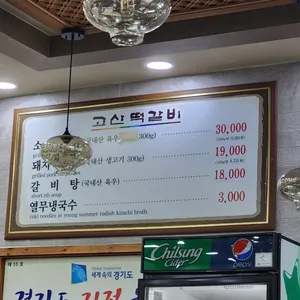 고산떡갈비
소 (국내산 육우 300g) 30,000
grilled
돼지 (국내산 생고기 300g) 19,000
grilled
갈비탕 (국내산 육우) 18,000
short rib soup
열무냉국수 3,000
cold noodles in young summer radish kimchi broth
세계속의 경기도
경기도
Chilsung
Cider
pepsi